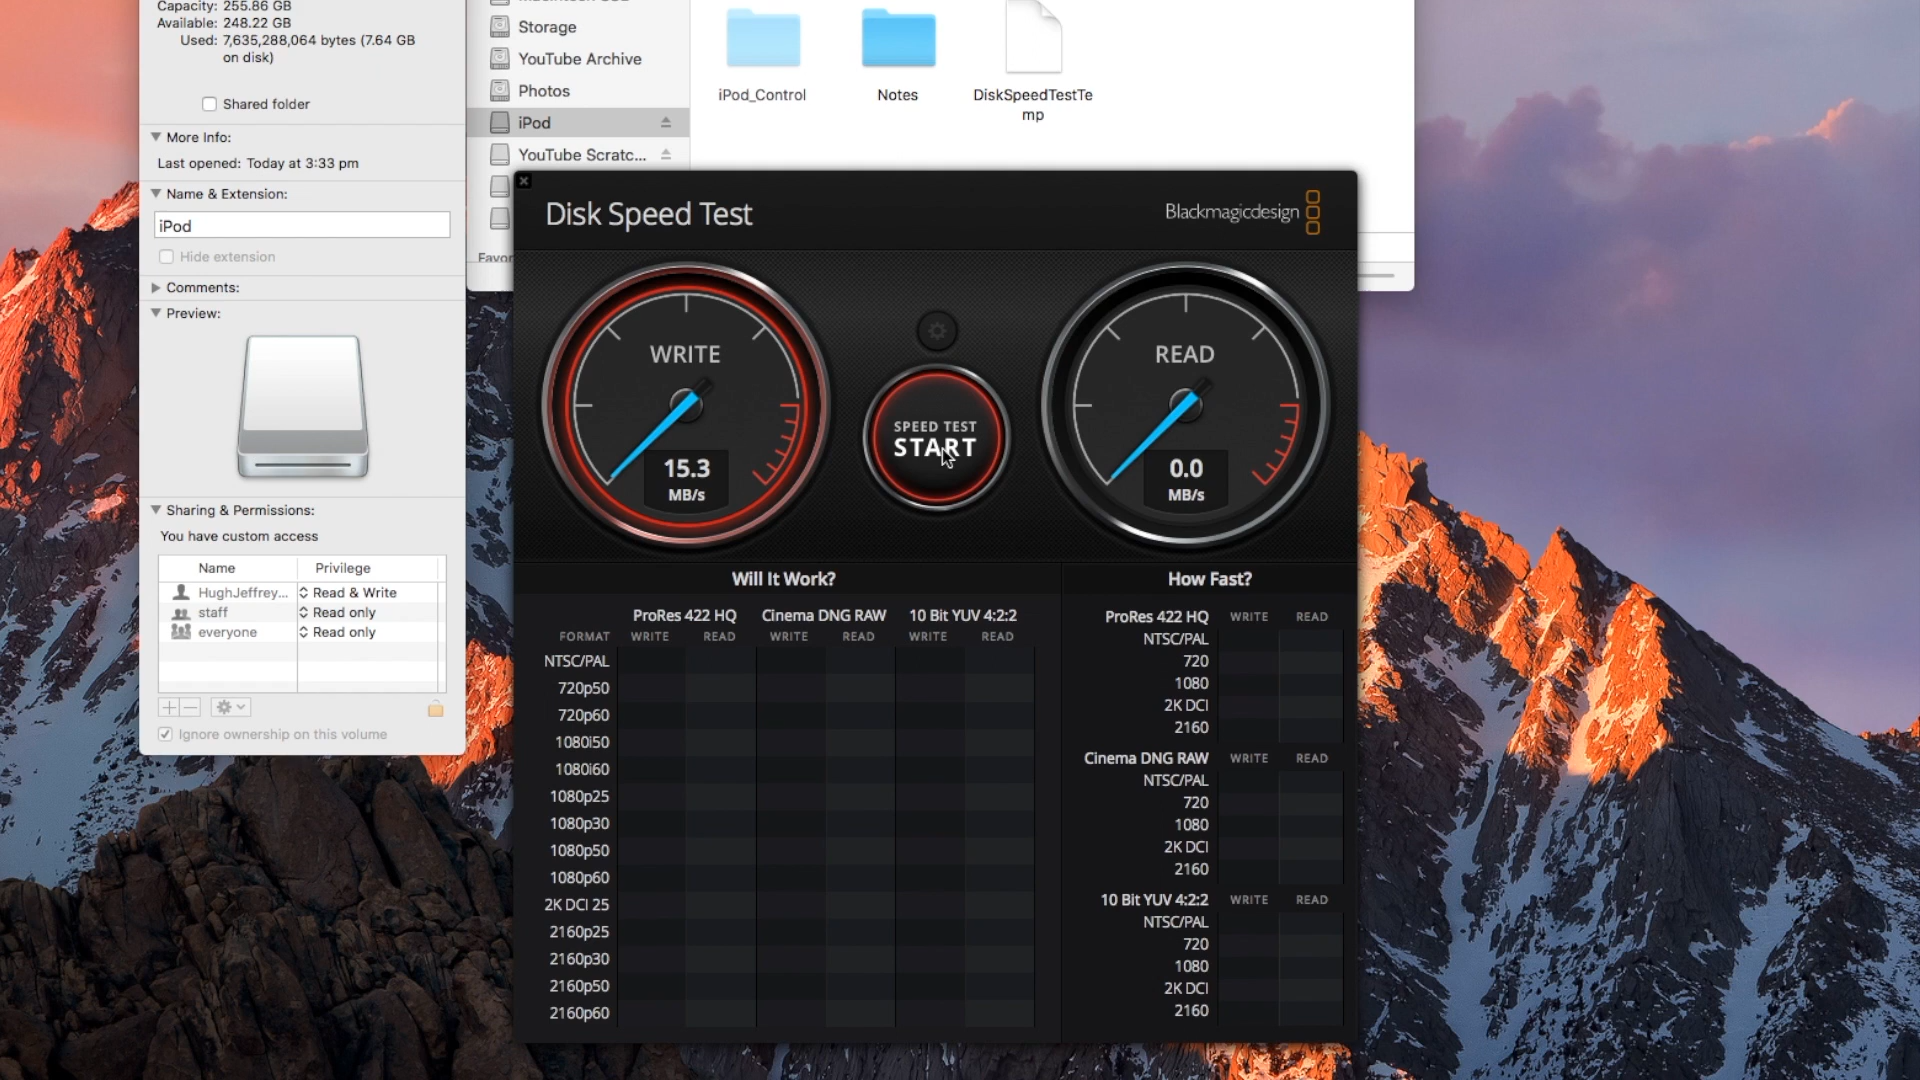 Capacity: 255.86 GB
Available: 248.22 GB
Used: 7,635,288,064 bytes (7.64 GB
on disk)
Shared folder
More Info:
Last opened: Today at 3:33 pm
Name & Extension:
iPod
Hide extension
Comments:
Preview:
Sharing & Permissions:
You have custom access
Name Privilege
HughJeffrey... Read & Write
staff Read only
everyone Read only
Ignore ownership on this volume
Storage
YouTube Archive
Photos
iPod
YouTube Scratc...
Favor
iPod_Control
Notes
DiskSpeedTestTe
mp
Disk Speed Test
Blackmagicdesign
WRITE
15.3
MB/s
SPEED TEST
START
READ
0.0
MB/s
Will It Work?
ProRes 422 HQ Cinema DNG RAW 10 Bit YUV 4:2:2
FORMAT WRITE READ WRITE READ WRITE READ
NTSC/PAL
720p50
720p60
1080i50
1080i60
1080p25
1080p30
1080p50
1080p60
2K DCI 25
2160p25
2160p30
2160p50
2160p60
How Fast?
ProRes 422 HQ WRITE READ
NTSC/PAL
720
1080
2K DCI
2160
Cinema DNG RAW WRITE READ
NTSC/PAL
720
1080
2K DCI
2160
10 Bit YUV 4:2:2 WRITE READ
NTSC/PAL
720
1080
2K DCI
2160